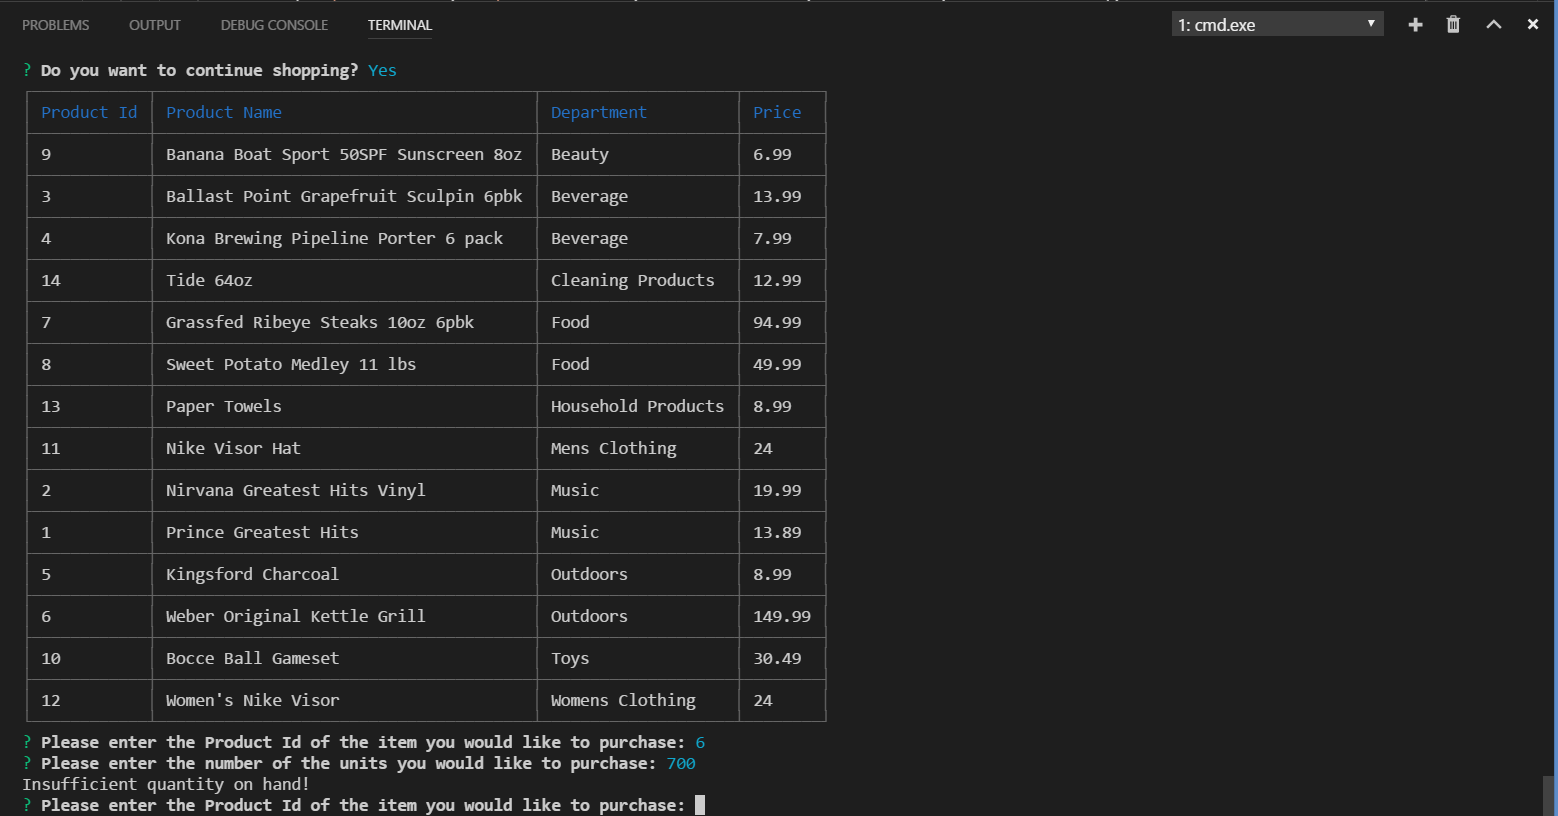 PROBLEMS OUTPUT DEBUG CONSOLE TERMINAL 1: cmd.exe
? Do you want to continue shopping? Yes
Product Id Product Name Department Price
9 Banana Boat Sport 50SPF Sunscreen 8oz Beauty 6.99
3 Ballast Point Grapefruit Sculpin 6pbk Beverage 13.99
4 Kona Brewing Pipeline Porter 6 pack Beverage 7.99
14 Tide 64oz Cleaning Products 12.99
7 Grassfed Ribeye Steaks 10oz 6pbk Food 94.99
8 Sweet Potato Medley 11 lbs Food 49.99
13 Paper Towels Household Products 8.99
11 Nike Visor Hat Mens Clothing 24
2 Nirvana Greatest Hits Vinyl Music 19.99
1 Prince Greatest Hits Music 13.89
5 Kingsford Charcoal Outdoors 8.99
6 Weber Original Kettle Grill Outdoors 149.99
10 Bocce Ball Gameset Toys 30.49
12 Women's Nike Visor Womens Clothing 24
? Please enter the Product Id of the item you would like to purchase: 6
? Please enter the number of the units you would like to purchase: 700
Insufficient quantity on hand!
? Please enter the Product Id of the item you would like to purchase: